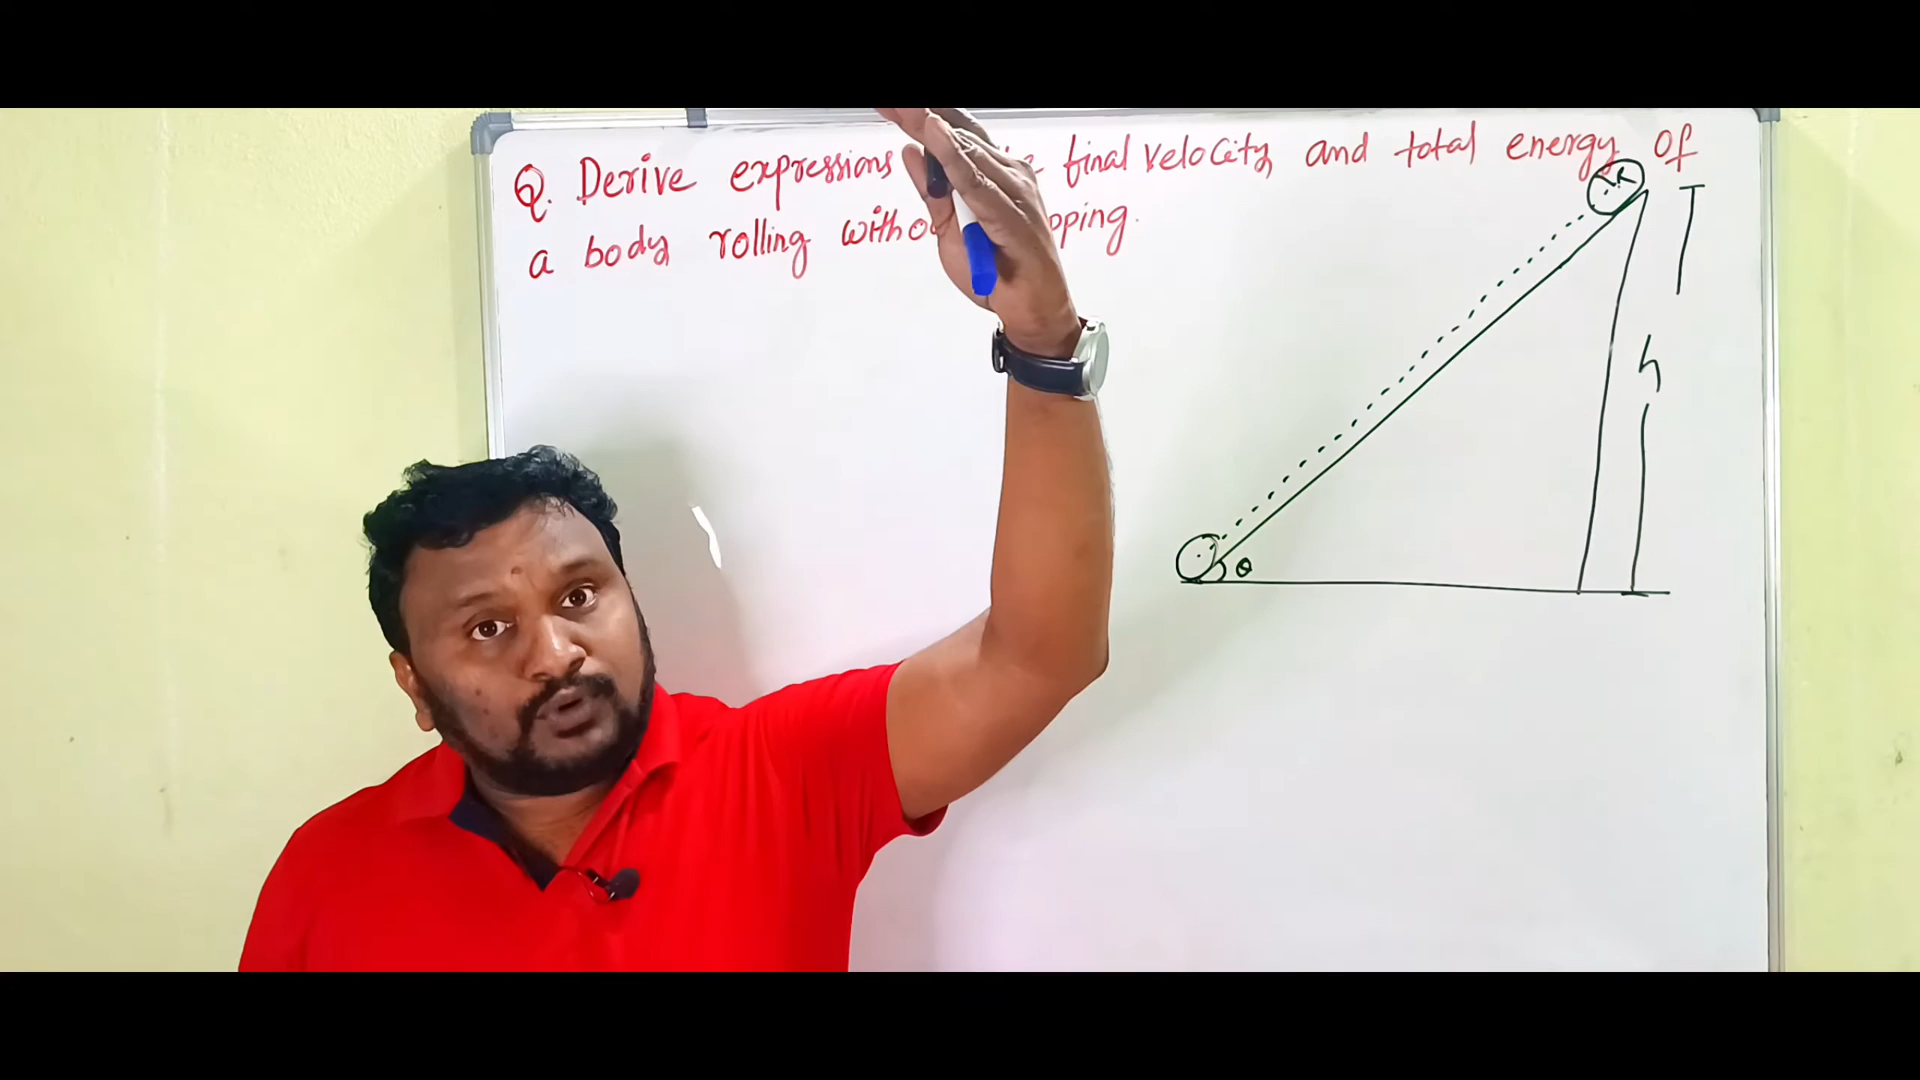 Q. Derive expressions final velocity and total energy of
a body rolling
R
h
θ